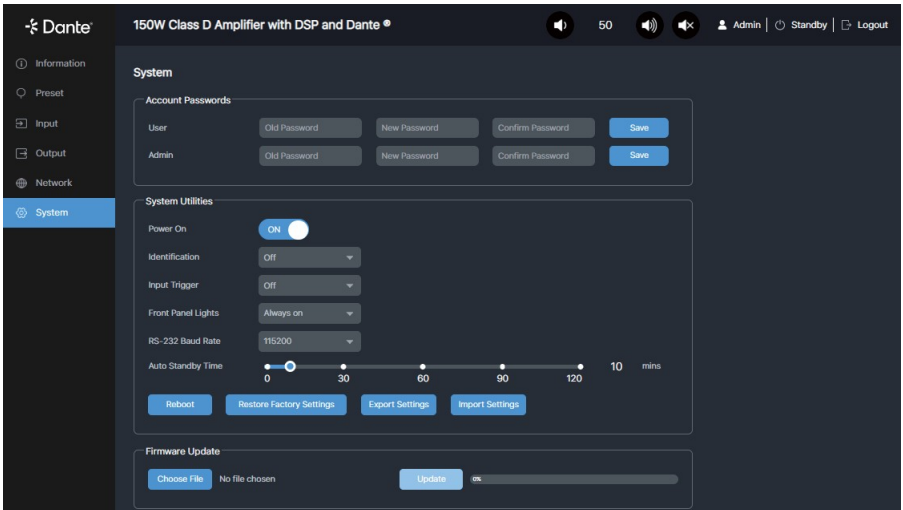 Dante®
150W Class D Amplifier with DSP and Dante ®
50
Admin
Standby
Logout
Information
Preset
Input
Output
Network
System
System
Account Passwords
User Old Password New Password Confirm Password Save
Admin Old Password New Password Confirm Password Save
System Utilities
Power On ON
Identification Off
Input Trigger Off
Front Panel Lights Always on
RS-232 Baud Rate 115200
Auto Standby Time 10 mins
0 30 60 90 120
Reboot Restore Factory Settings Export Settings Import Settings
Firmware Update
Choose File No file chosen Update 0%